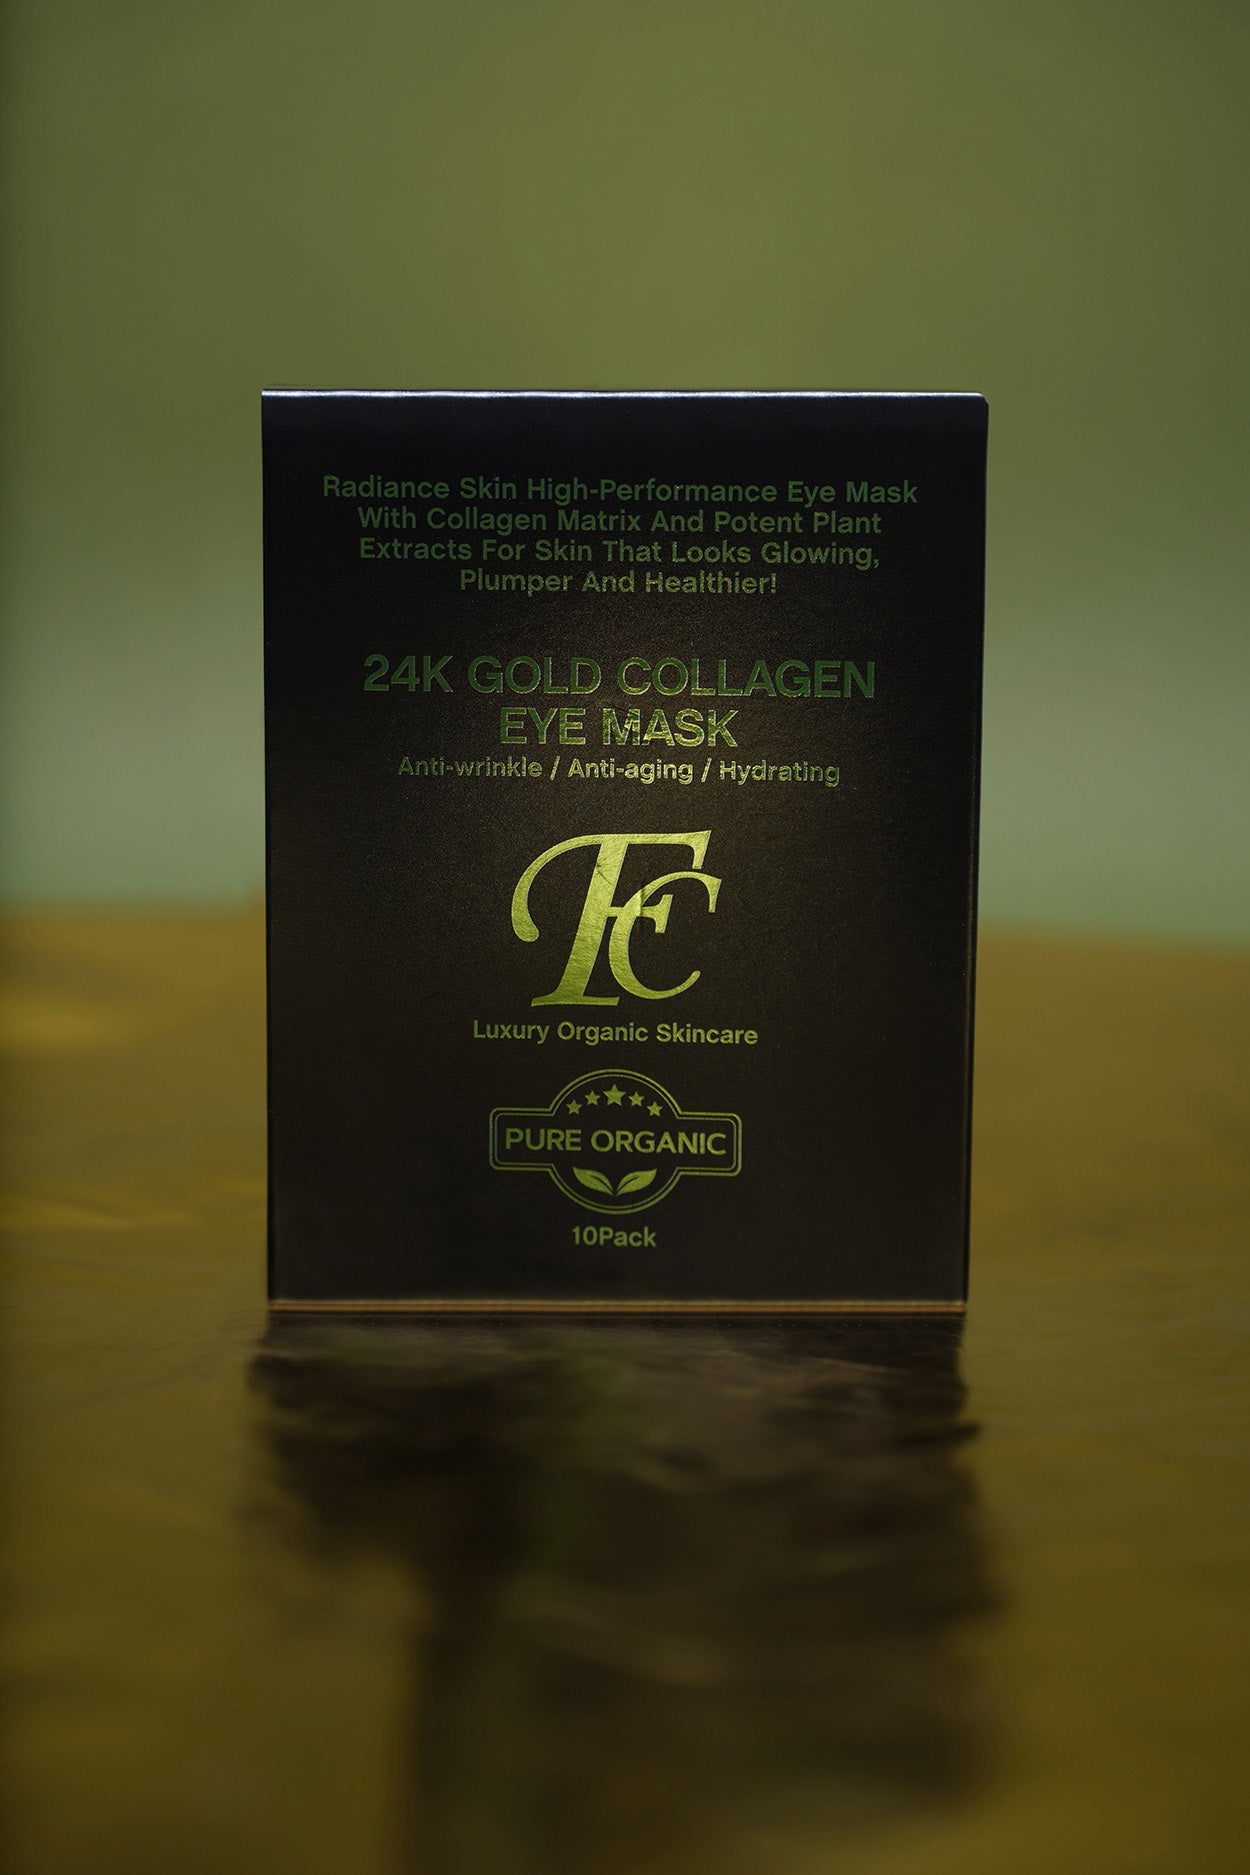 Radiance Skin High-Performance Eye Mask
With Collagen Matrix And Potent Plant
Extracts For Skin That Looks Glowing,
Plumper And Healthier!
24K GOLD COLLAGEN
EYE MASK
Anti-wrinkle / Anti-aging / Hydrating
FC
Luxury Organic Skincare
PURE ORGANIC
10Pack